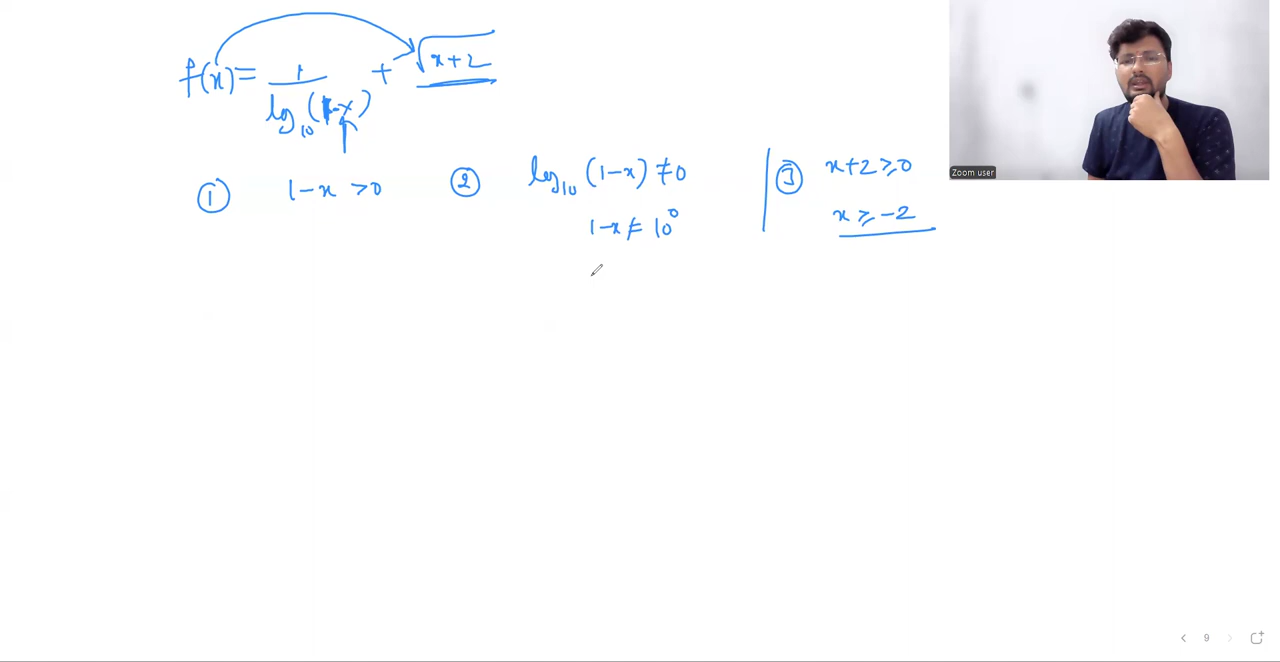 f(x) = 1 / log₁₀(1-x) + √(x+2)
① 1-x >0
② log₁₀ (1-x) ≠ 0
1-x ≠ 10⁰
③ x+2 ≥ 0
x ≥ -2
Zoom user
9